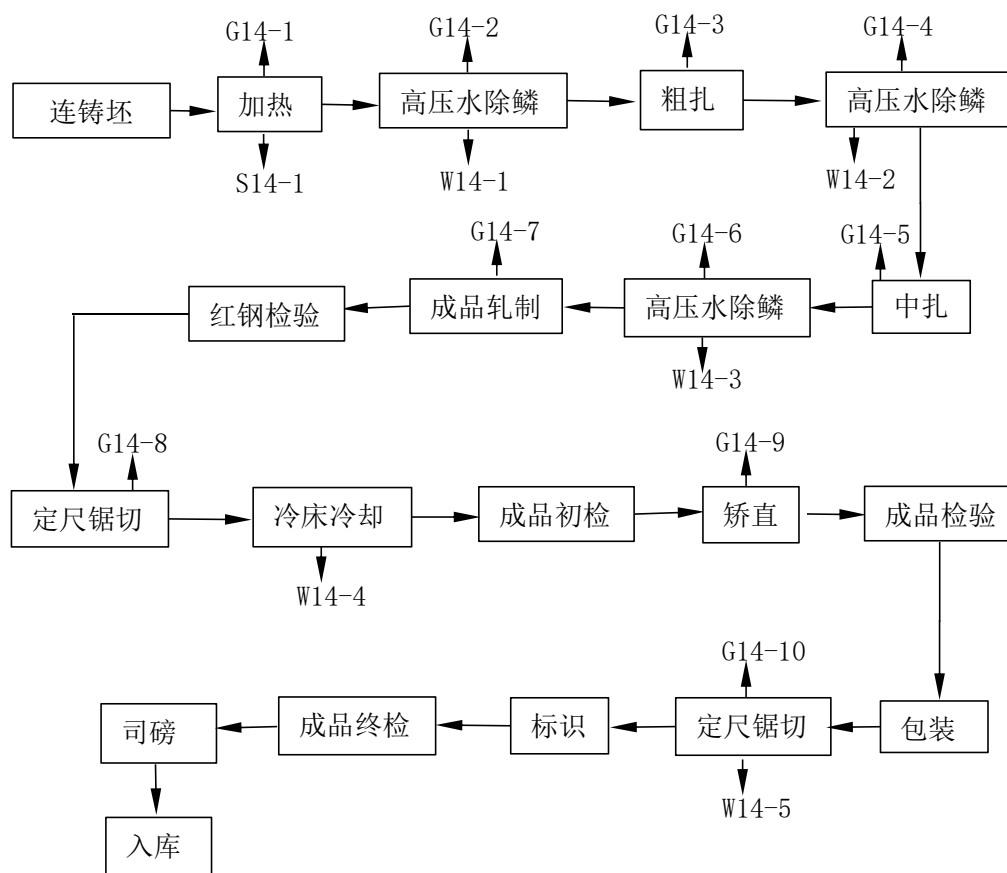 G14-1
G14-2
G14-3
G14-4
连铸坯
加热
高压水除鳞
粗扎
高压水除鳞
S14-1
W14-1
W14-2
G14-7
G14-6
G14-5
红钢检验
成品轧制
高压水除鳞
中扎
W14-3
G14-8
G14-9
定尺锯切
冷床冷却
成品初检
矫直
成品检验
W14-4
G14-10
司磅
成品终检
标识
定尺锯切
包装
W14-5
入库